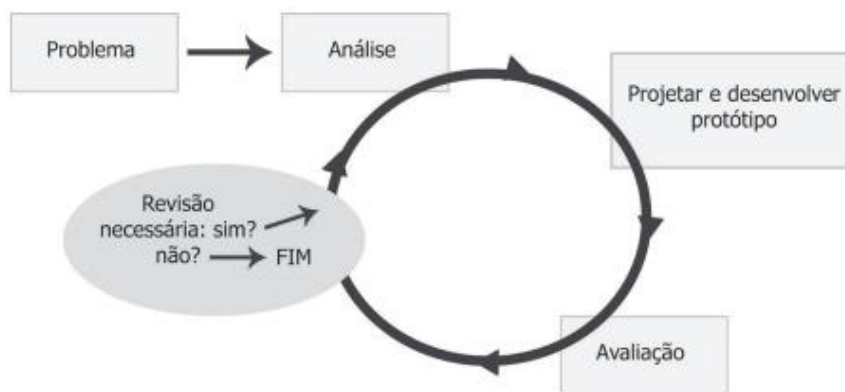 Problema
Análise
Projetar e desenvolver
protótipo
Avaliação
Revisão
necessária: sim?
não?
FIM